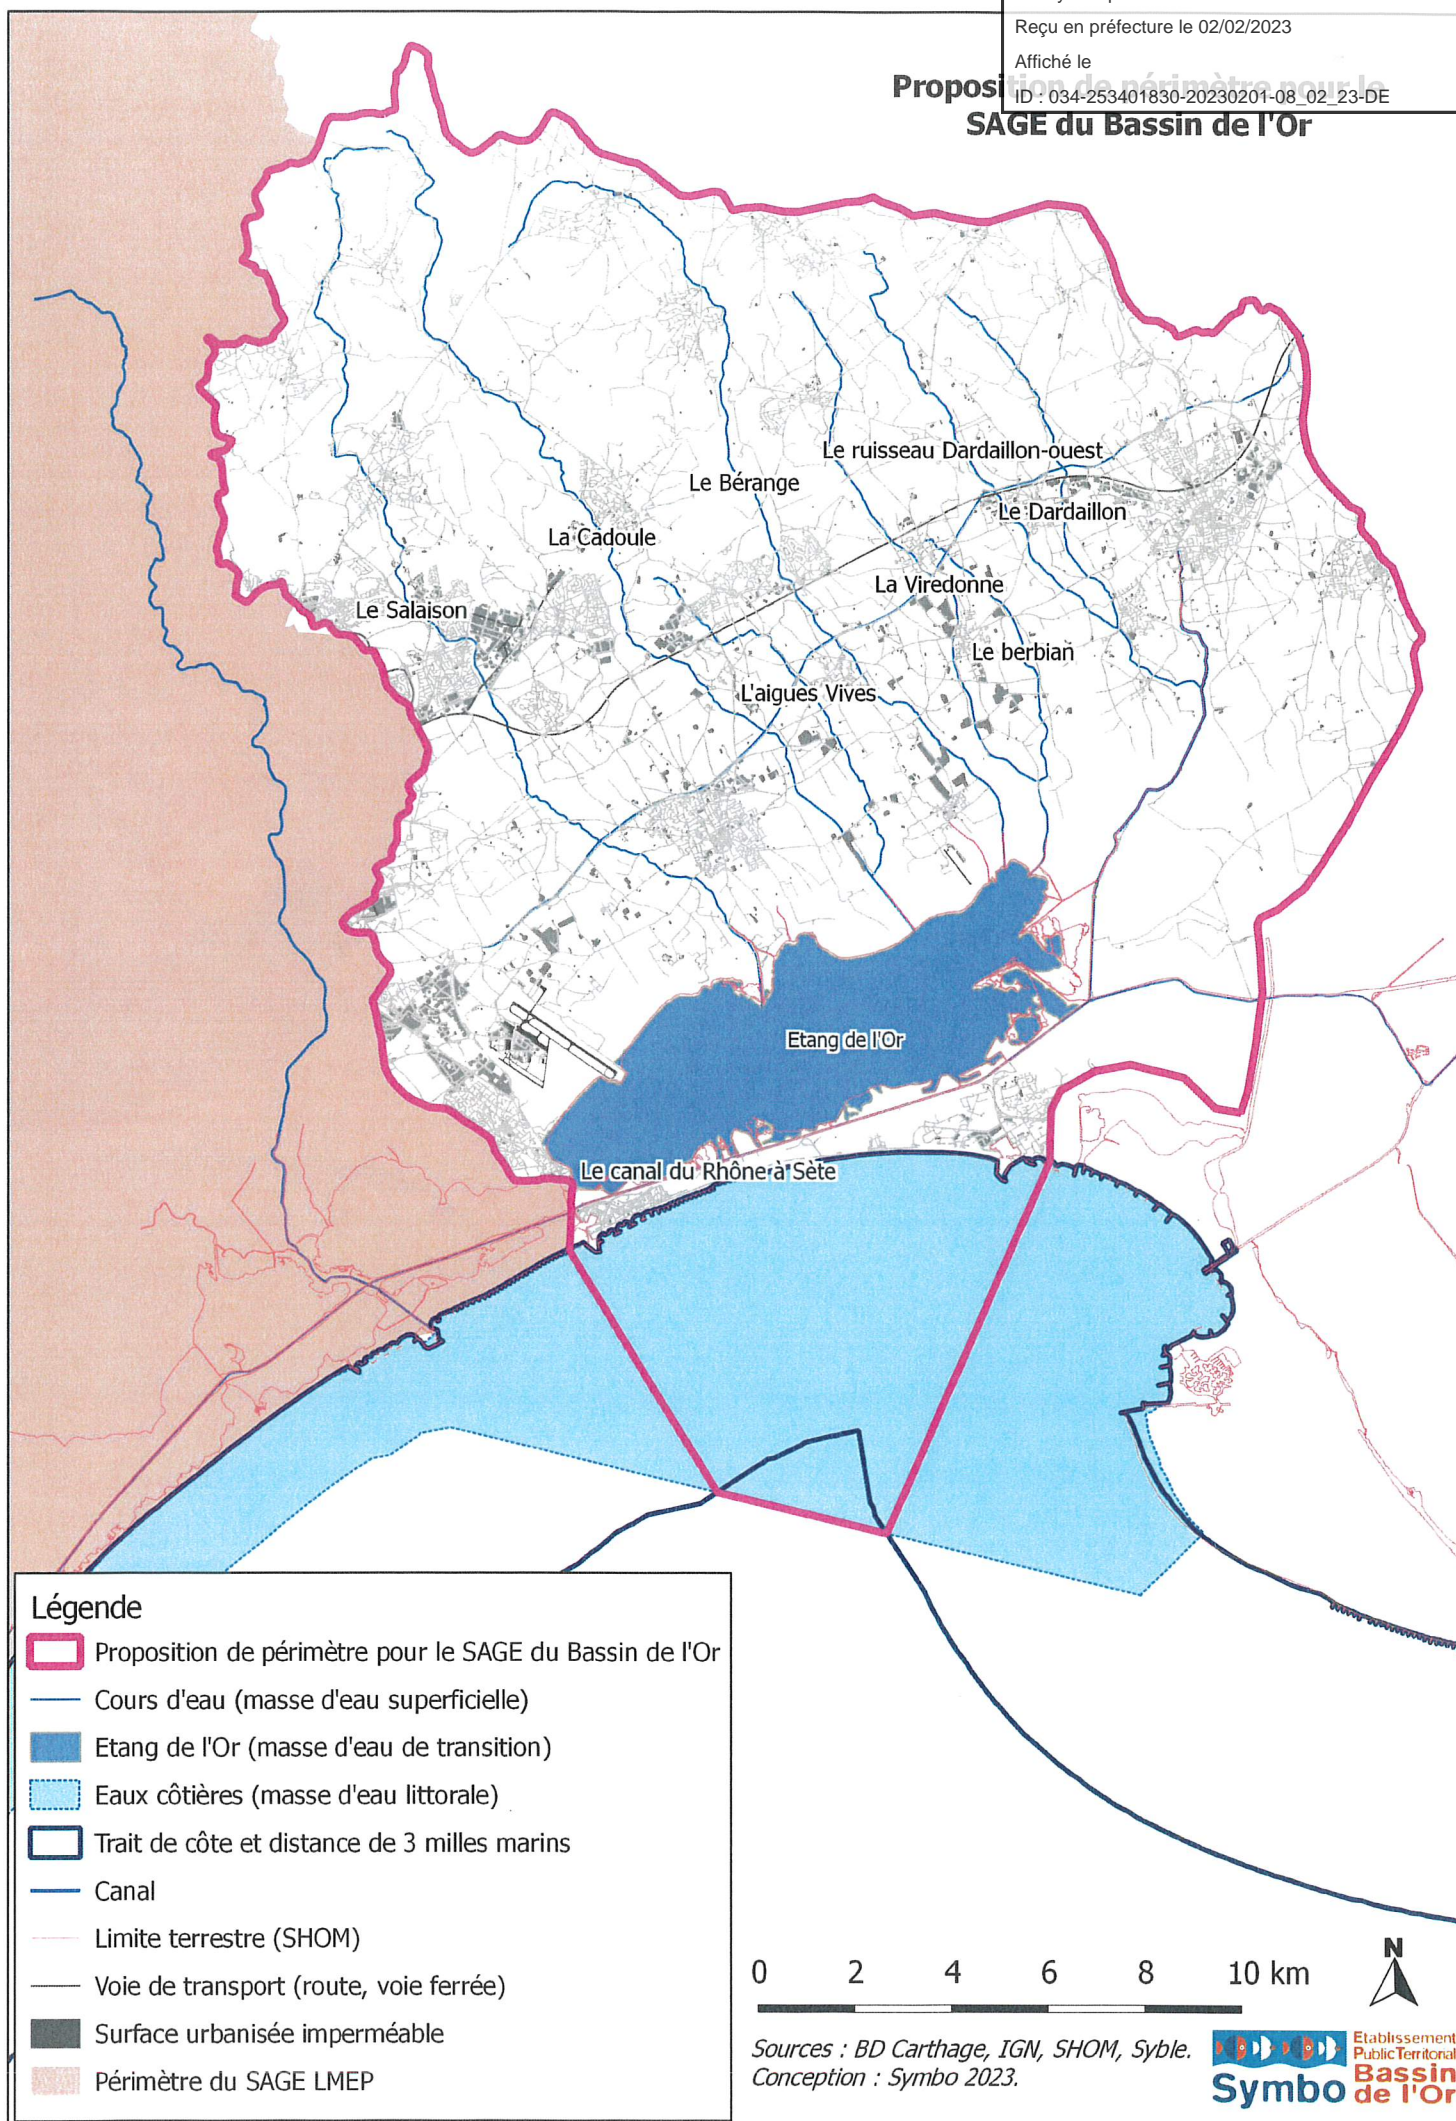 Reçu en préfecture le 02/02/2023
Affiché le
ID : 034-253401830-20230201-08_02_23-DE
Proposition de périmètre pour le
SAGE du Bassin de l'Or
Le ruisseau Dardaillon-ouest
Le Bérange
Le Dardaillon
La Cadoule
La Viredonne
Le Salaison
Le berbian
L'aigues Vives
Etang de l'Or
Le canal du Rhône à Sète
Légende
Proposition de périmètre pour le SAGE du Bassin de l'Or
Cours d'eau (masse d'eau superficielle)
Etang de l'Or (masse d'eau de transition)
Eaux côtières (masse d'eau littorale)
Trait de côte et distance de 3 milles marins
Canal
Limite terrestre (SHOM)
Voie de transport (route, voie ferrée)
Surface urbanisée imperméable
Périmètre du SAGE LMEP
0 2 4 6 8 10 km
N
Sources : BD Carthage, IGN, SHOM, Syble.
Conception : Symbo 2023.
Symbo
Etablissement
Public Territorial
Bassin
de l'Or